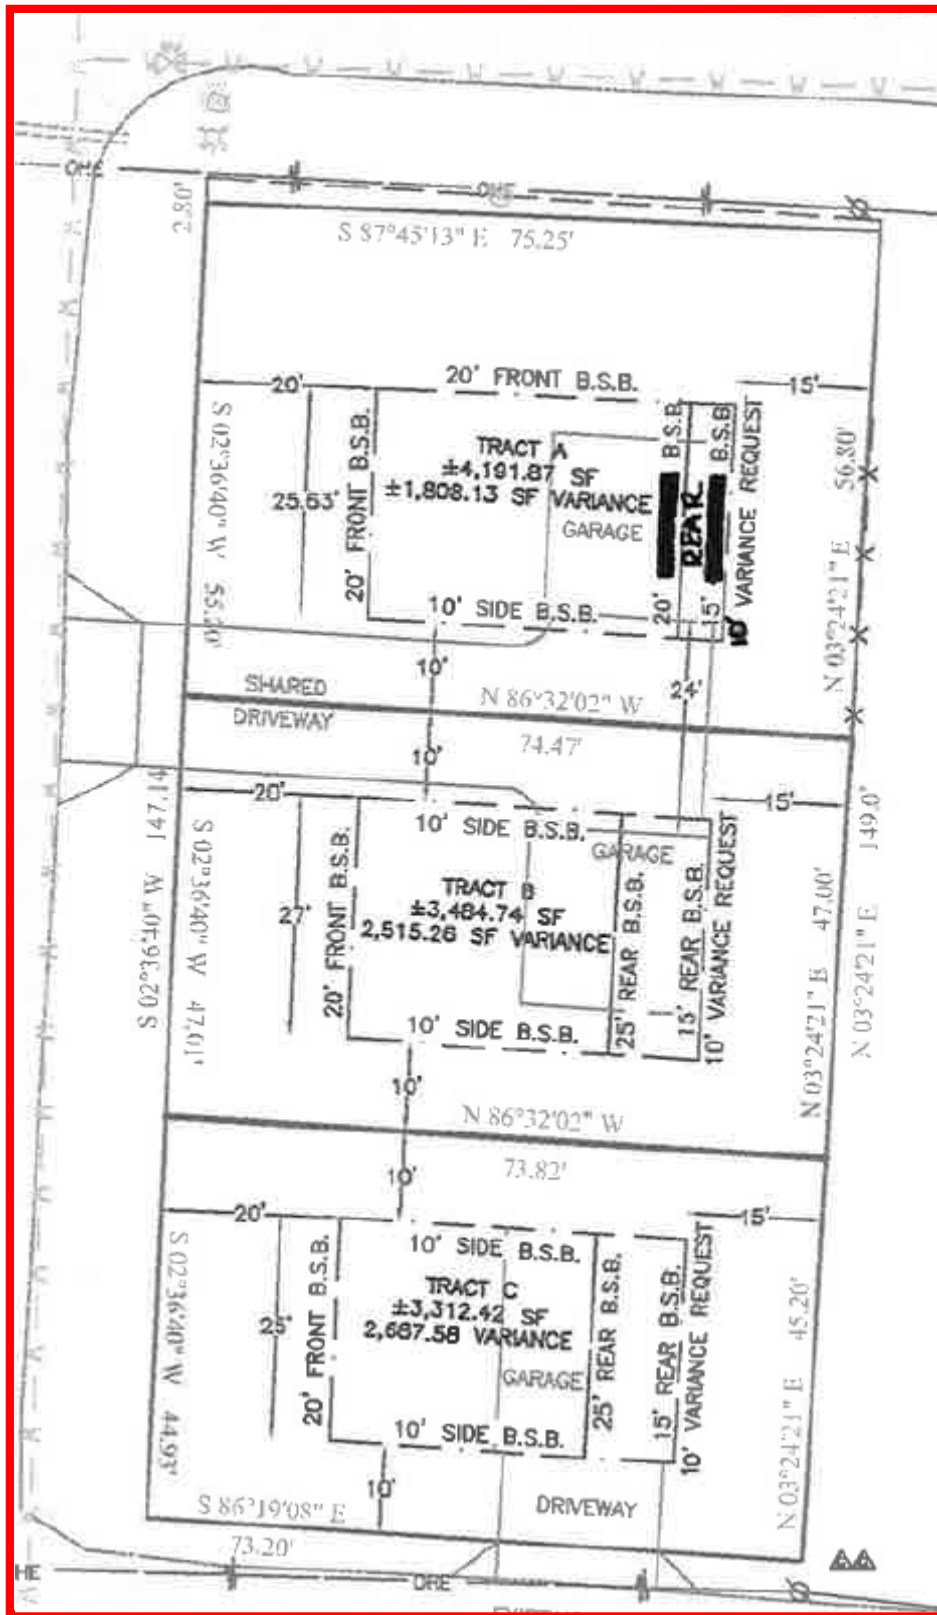 OHE
OHE
2.80'
S 87°45'13" E 75.25'
20' FRONT B.S.B.
20'
15'
S 02°36'40" W
25.63'
20' FRONT B.S.B.
TRACT A
±4,191.87 SF
±1,808.13 SF VARIANCE
GARAGE
B.S.B.
REAR
B.S.B.
20'
15'
10'
VARIANCE REQUEST
N 03°24'21" E 56.80'
10' SIDE B.S.B.
10'
24'
SHARED
DRIVEWAY
N 86°32'02" W
74.47'
10'
20'
15'
S 02°36'40" W 147.14
S 02°36'40" W 47.01'
27'
20' FRONT B.S.B.
10' SIDE B.S.B.
GARAGE
TRACT B
±3,484.74 SF
2,515.26 SF VARIANCE
25' REAR B.S.B.
15' REAR B.S.B.
10' VARIANCE REQUEST
N 03°24'21" E 47.00'
N 03°24'21" E 149.0'
10' SIDE B.S.B.
10'
N 86°32'02" W
73.82'
10'
20'
15'
S 02°36'40" W 44.93'
25'
20' FRONT B.S.B.
10' SIDE B.S.B.
TRACT C
±3,312.42 SF
2,687.58 VARIANCE
GARAGE
25' REAR B.S.B.
15' REAR B.S.B.
10' VARIANCE REQUEST
N 03°24'21" E 45.20'
10' SIDE B.S.B.
10'
S 86°19'08" E
73.20'
DRIVEWAY
HE
OHE